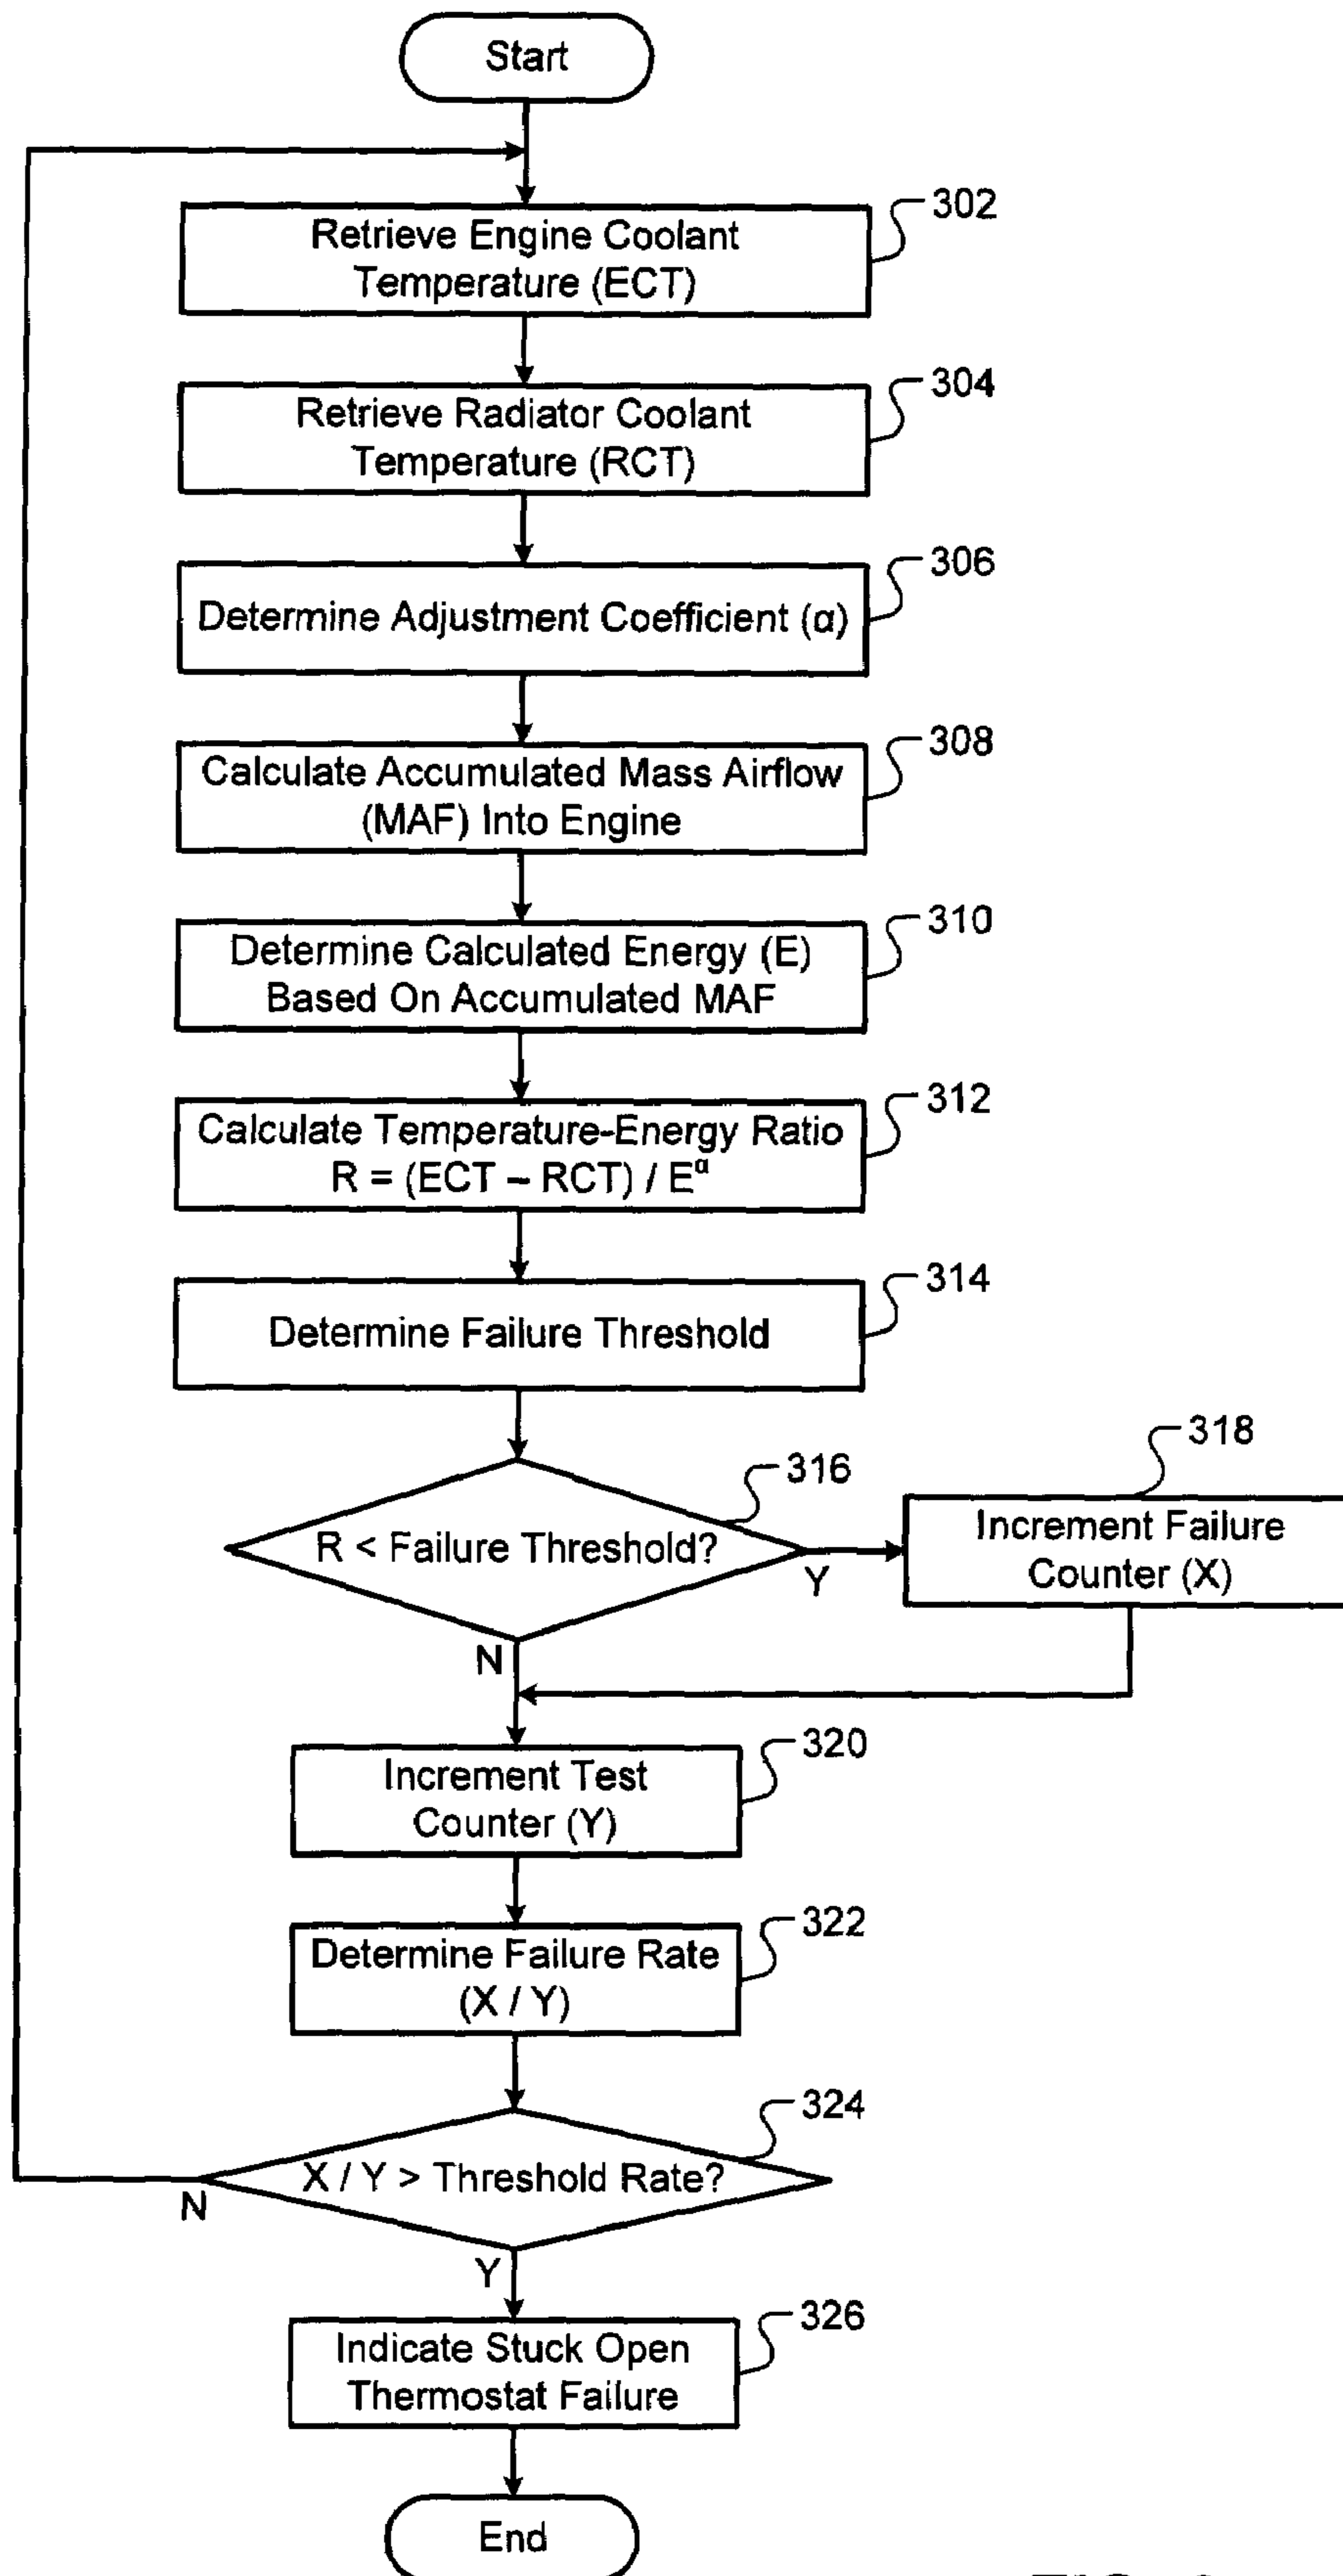 Start
302
Retrieve Engine Coolant
Temperature (ECT)
304
Retrieve Radiator Coolant
Temperature (RCT)
306
Determine Adjustment Coefficient (α)
308
Calculate Accumulated Mass Airflow
(MAF) Into Engine
310
Determine Calculated Energy (E)
Based On Accumulated MAF
312
Calculate Temperature-Energy Ratio
R = (ECT – RCT) / E^α
314
Determine Failure Threshold
316
R < Failure Threshold?
Y
N
318
Increment Failure
Counter (X)
320
Increment Test
Counter (Y)
322
Determine Failure Rate
(X / Y)
324
X / Y > Threshold Rate?
N
Y
326
Indicate Stuck Open
Thermostat Failure
End